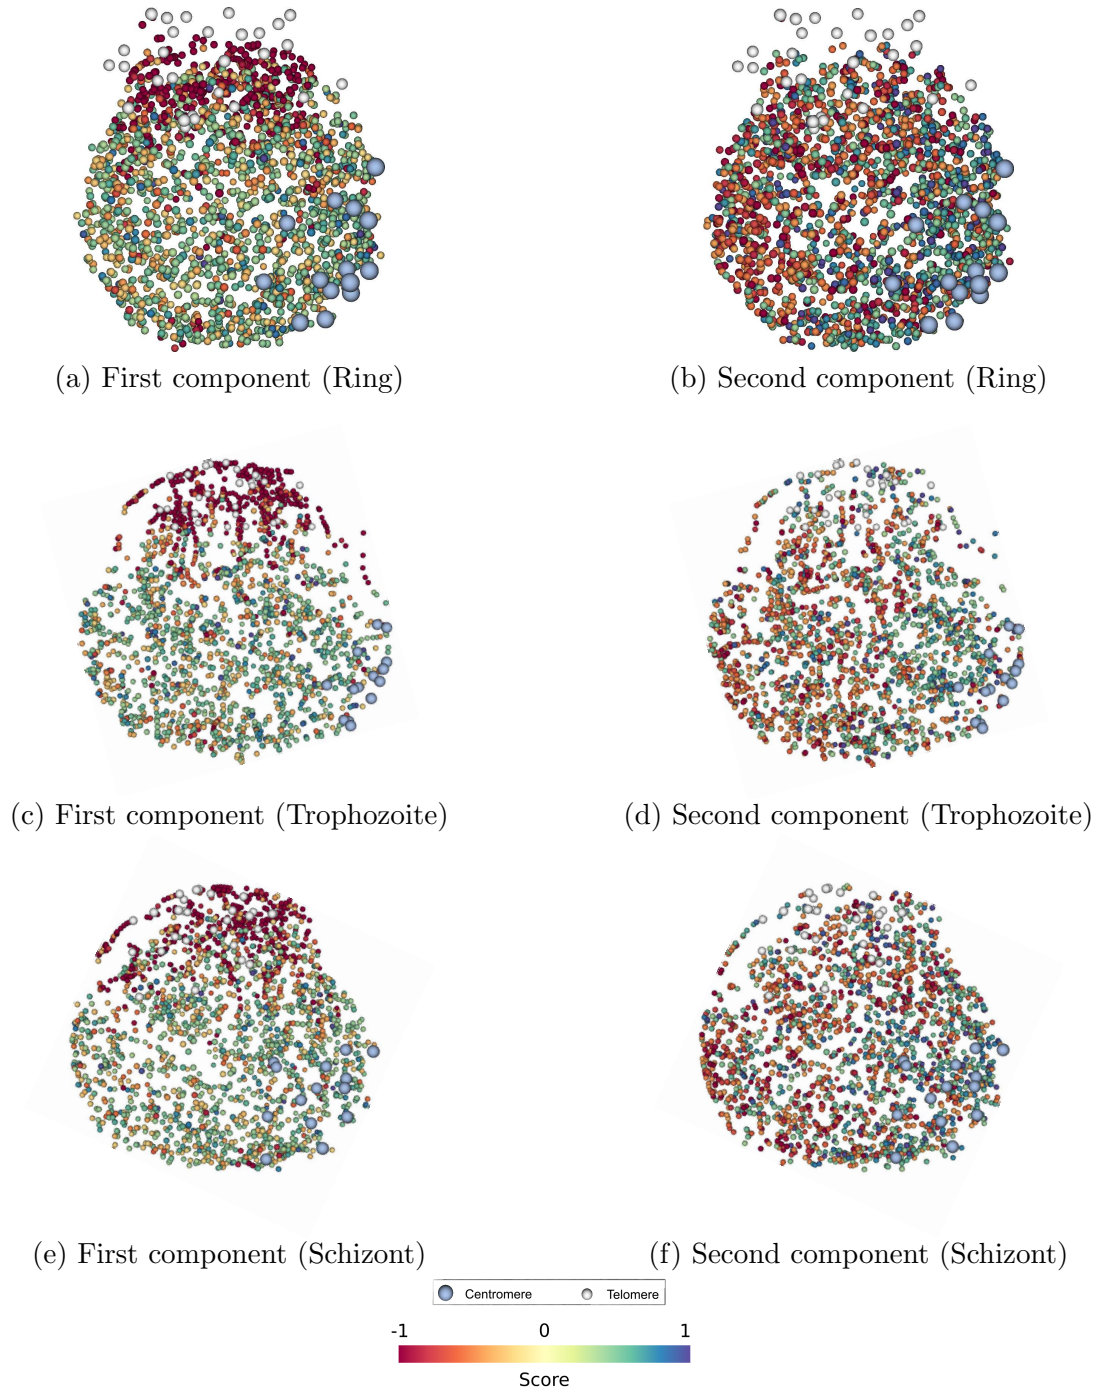 (a) First component (Ring)
(b) Second component (Ring)
(c) First component (Trophozoite)
(d) Second component (Trophozoite)
(e) First component (Schizont)
(f) Second component (Schizont)
Centromere Telomere
-1 0 1
Score